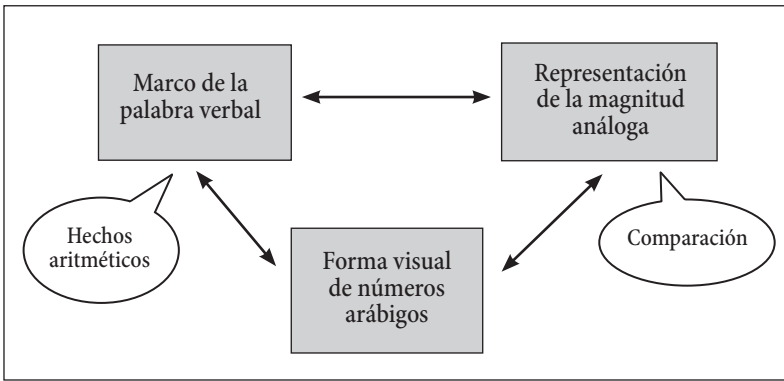 Marco de la
palabra verbal
Representación
de la magnitud
análoga
Hechos
aritméticos
Comparación
Forma visual
de números
arábigos